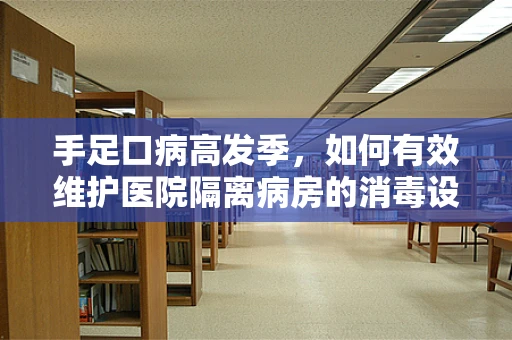 手足口病高发季，如何有效
维护医院隔离病房的消毒设